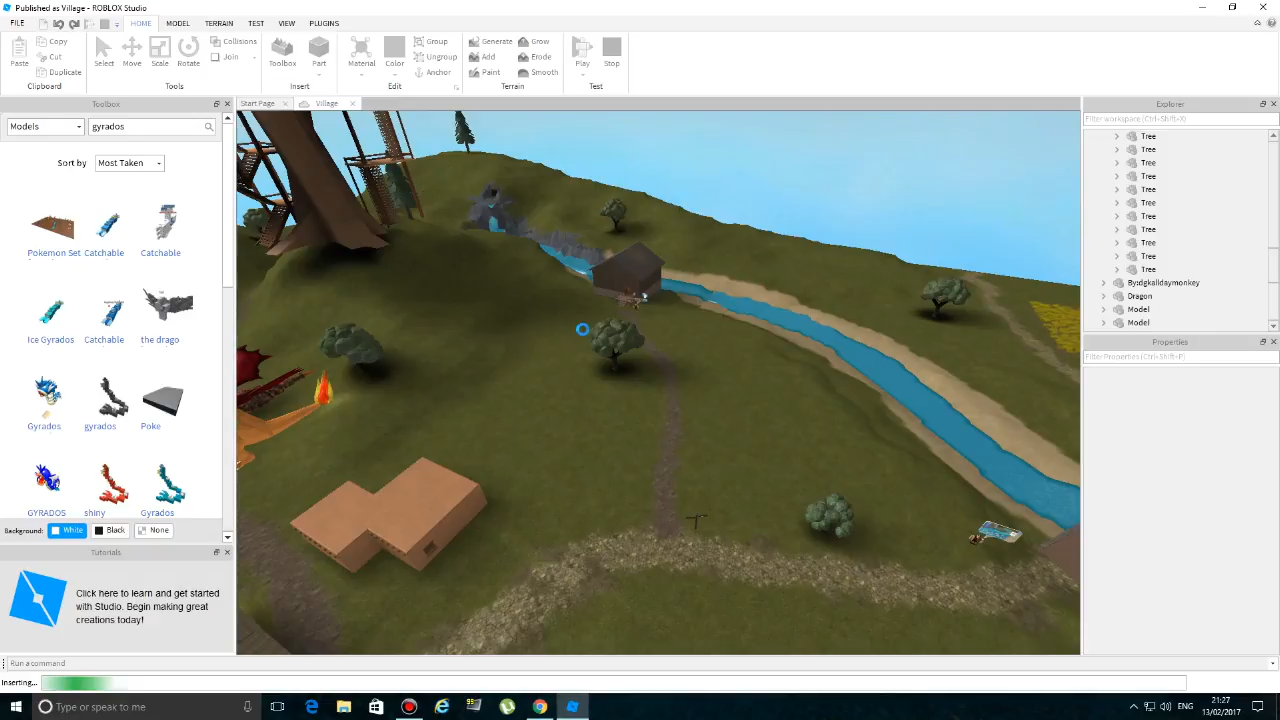 Published as Village - ROBLOX Studio
FILE
HOME MODEL TERRAIN TEST VIEW PLUGINS
Paste
Copy
Cut
Duplicate
Clipboard
Select Move Scale Rotate
Collisions
Join
Tools
Toolbox Part
Insert
Material Color
Group
Ungroup
Anchor
Edit
Generate Grow
Add Erode
Paint Smooth
Terrain
Play Stop
Test
Toolbox
Models gyrados
Sort by Most Taken
Pokemon Set Catchable Catchable
Ice Gyrados Catchable the drago
Gyrados gyrados Poke
GYRADOS shiny Gyrados
Background: White Black None
Tutorials
Click here to learn and get started
with Studio. Begin making great
creations today!
Start Page Village
Explorer
Filter workspace (Ctrl+Shift+X)
Tree
Tree
Tree
Tree
Tree
Tree
Tree
Tree
Tree
Tree
Tree
By:dgkalldaymonkey
Dragon
Model
Model
Properties
Filter Properties (Ctrl+Shift+P)
Run a command
Inserting...
Type here to search
ENG
21:27
13/02/2017